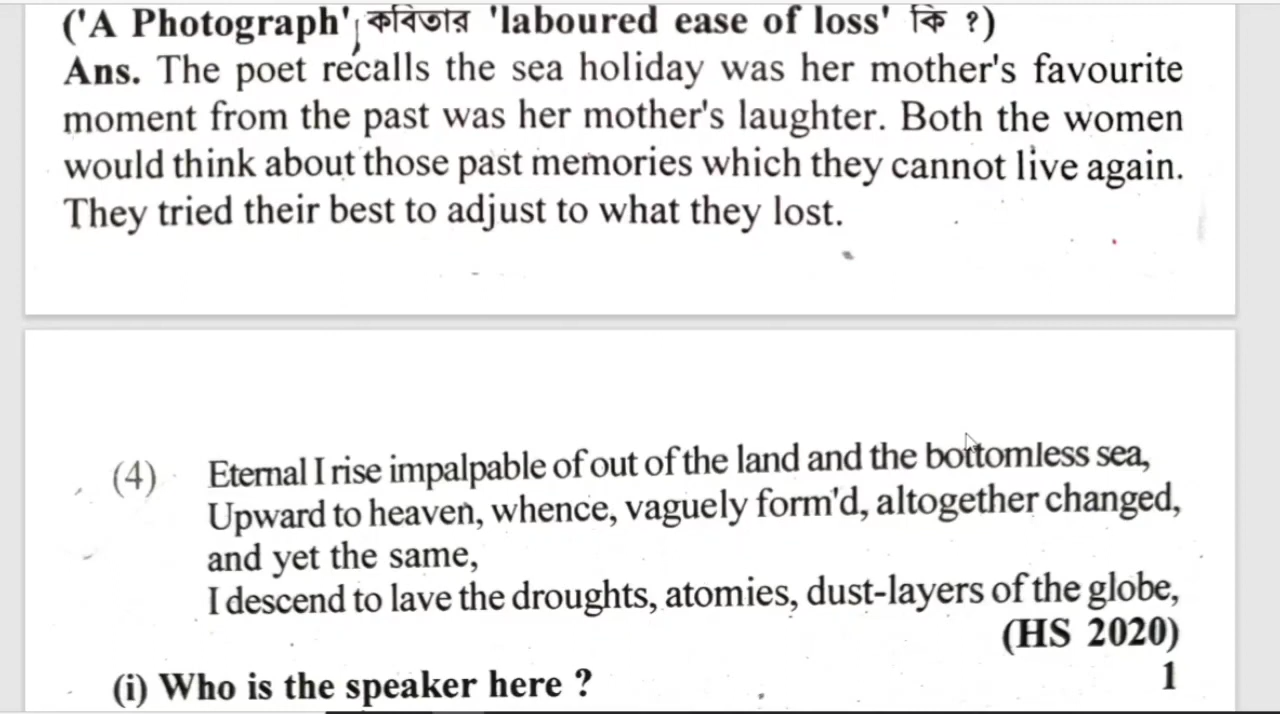 ('A Photograph', কবিতার 'laboured ease of loss' কি ?)
Ans. The poet recalls the sea holiday was her mother's favourite
moment from the past was her mother's laughter. Both the women
would think about those past memories which they cannot live again.
They tried their best to adjust to what they lost.
(4) Eternal I rise impalpable of out of the land and the bottomless sea,
Upward to heaven, whence, vaguely form'd, altogether changed,
and yet the same,
I descend to lave the droughts, atomies, dust-layers of the globe,
(HS 2020)
(i) Who is the speaker here ? 1